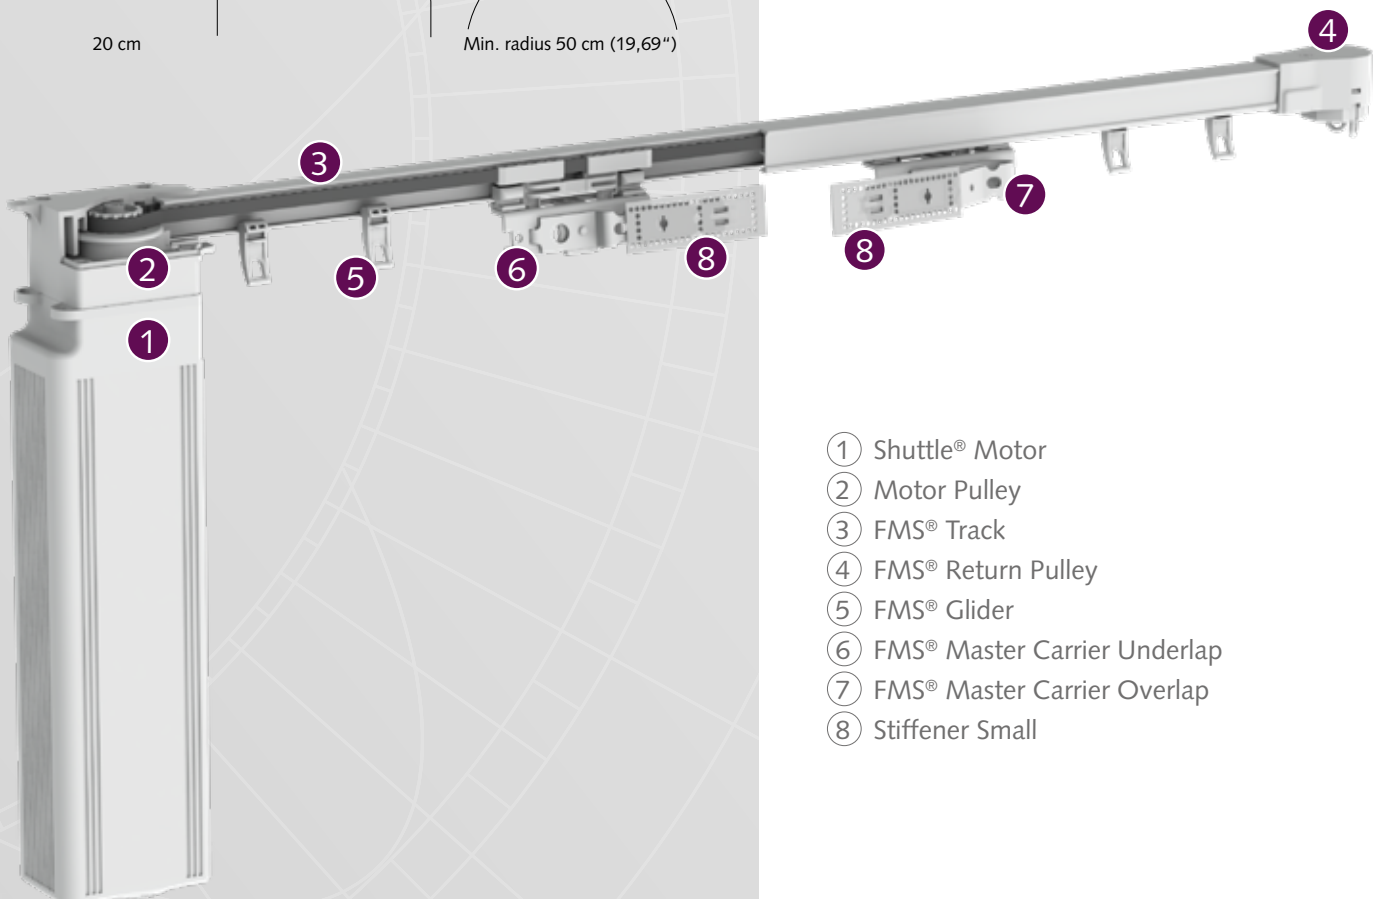 20 cm
Min. radius 50 cm (19,69“)
4
3
7
8
8
6
5
2
1
1 Shuttle® Motor
2 Motor Pulley
3 FMS® Track
4 FMS® Return Pulley
5 FMS® Glider
6 FMS® Master Carrier Underlap
7 FMS® Master Carrier Overlap
8 Stiffener Small